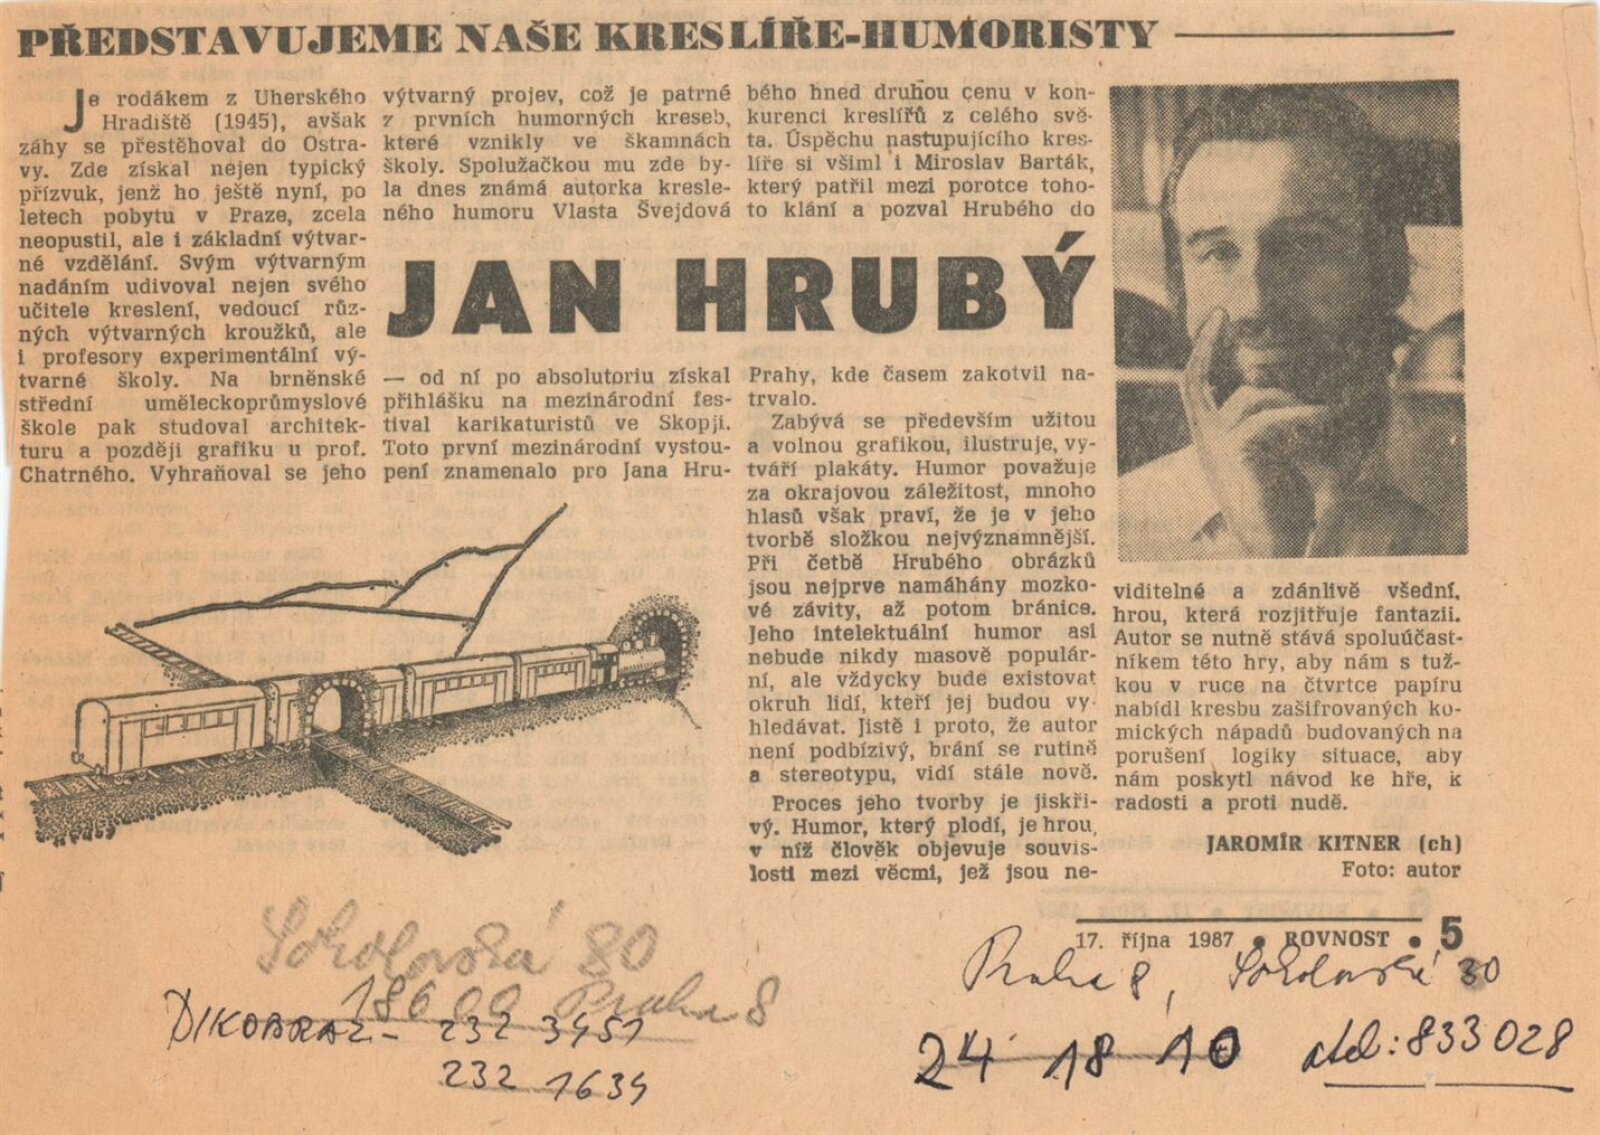 PŘEDSTAVUJEME NAŠE KRESLÍŘE-HUMORISTY
Je rodákem z Uherského
Hradiště (1945), avšak
záhy se přestěhoval do Ostra-
vy. Zde získal nejen typický
přízvuk, jenž ho ještě nyní, po
letech pobytu v Praze, zcela
neopustil, ale i základní výtvar-
né vzdělání. Svým výtvarným
nadáním udivoval nejen svého
učitele kreslení, vedoucí růz-
ných výtvarných kroužků, ale
i profesory experimentální vý-
tvarné školy. Na brněnské
střední uměleckoprůmyslové
škole pak studoval architek-
turu a později grafiku u prof.
Chatrného. Vyhraňoval se jeho
výtvarný projev, což je patrné
z prvních humorných kreseb,
které vznikly ve škamnách
školy. Spolužačkou mu zde by-
la dnes známá autorka kresle-
ného humoru Vlasta Švejdová
JAN HRUBÝ
— od ní po absolutoriu získal
přihlášku na mezinárodní fes-
tival karikaturistů ve Skopji.
Toto první mezinárodní vystou-
pení znamenalo pro Jana Hru-
bého hned druhou cenu v kon-
kurenci kreslířů z celého svě-
ta. Úspěchu nastupujícího kres-
líře si všiml i Miroslav Barták,
který patřil mezi porotce toho-
to klání a pozval Hrubého do
Prahy, kde časem zakotvil na-
trvalo.
Zabývá se především užitou
a volnou grafikou, ilustruje, vy-
tváří plakáty. Humor považuje
za okrajovou záležitost, mnoho
hlasů však praví, že je v jeho
tvorbě složkou nejvýznamnější.
Při četbě Hrubého obrázků
jsou nejprve namáhány mozko-
vé závity, až potom bránice.
Jeho intelektuální humor asi
nebude nikdy masově populár-
ní, ale vždycky bude existovat
okruh lidí, kteří jej budou vy-
hledávat. Jistě i proto, že autor
není podbízivý, brání se rutině
a stereotypu, vidí stále nově.
Proces jeho tvorby je jiskři-
vý. Humor, který plodí, je hrou,
v níž člověk objevuje souvis-
losti mezi věcmi, jež jsou ne-
viditelné a zdánlivě všední,
hrou, která rozjitřuje fantazii.
Autor se nutně stává spoluúčast-
níkem této hry, aby nám s tuž-
kou v ruce na čtvrtce papíru
nabídl kresbu zašifrovaných ko-
mických nápadů budovaných na
porušení logiky situace, aby
nám poskytl návod ke hře, k
radosti a proti nudě.
JAROMÍR KITNER (ch)
Foto: autor
17. října 1987 ● ROVNOST ● 5
Sokolovská 80
18600 Praha 8
DIKOBRAZ - 232 3451
232 1634
Praha 8, Sokolovská 30
24 18 10 atel: 833028